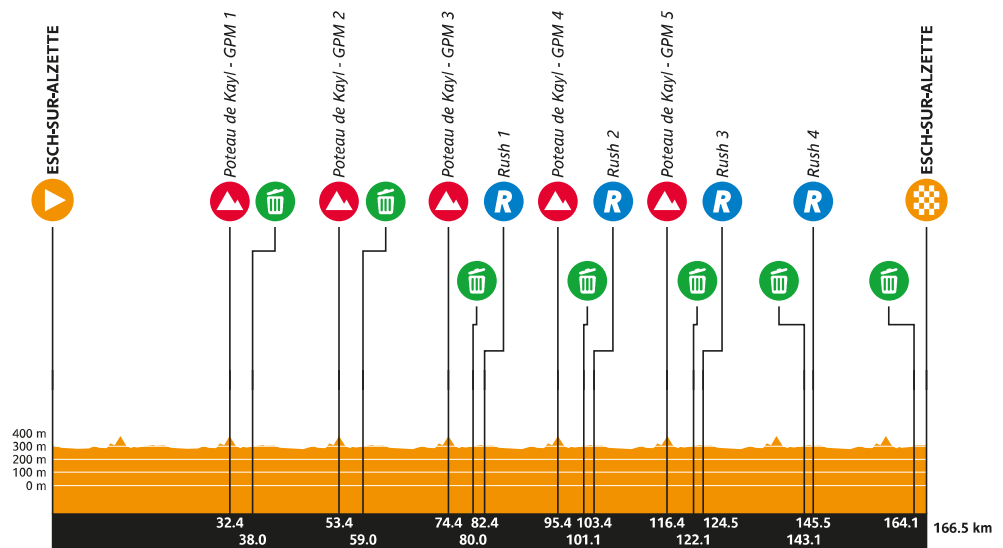 ESCH-SUR-ALZETTE
Poteau de Kayl - GPM 1
Poteau de Kayl - GPM 2
Poteau de Kayl - GPM 3
Rush 1
Poteau de Kayl - GPM 4
Rush 2
Poteau de Kayl - GPM 5
Rush 3
Rush 4
ESCH-SUR-ALZETTE
R
R
R
R
400 m
300 m
200 m
100 m
0 m
32.4 53.4 74.4 82.4 95.4 103.4 116.4 124.5 145.5 164.1
38.0 59.0 80.0 101.1 122.1 143.1
166.5 km